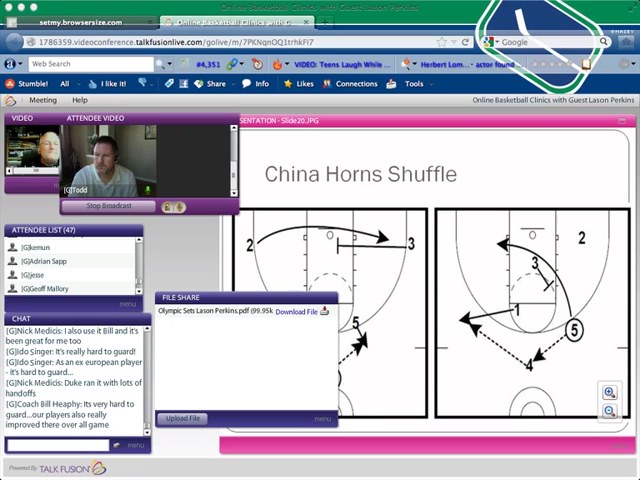 Online Basketball Clinics with Guest Lason Perkins
setmy.browsersize.com
Online Basketball Clinics with G
1786359.videoconference.talkfusionlive.com/golive/m/7PKNqnOQ1trhkFI7
Google
Web Search
#4,351
VIDEO: Teens Laugh While ...
Herbert Lom... actor found
Stumble!
All
I like it!
Share
Info
Likes
Connections
Tools
Meeting
Help
Online Basketball Clinics with Guest Lason Perkins
VIDEO
ATTENDEE VIDEO
[G]Todd
Stop Broadcast
ATTENDEE LIST (47)
[G]kemun
[G]Adrian Sapp
[G]jesse
[G]Geoff Mallory
menu
CHAT
[G]Nick Medicis: I also use it Bill and it's
been great for me too
[G]Ido Singer: It's really hard to guard!
[G]Ido Singer: As an ex european player
- it's hard to guard...
[G]Nick Medicis: Duke ran it with lots of
handoffs
[G]Coach Bill Heaphy: Its very hard to
guard...our players also really
improved there over all game
menu
FILE SHARE
Olympic Sets Lason Perkins.pdf (99.95k
Download File
Upload File
menu
SENTATION - Slide20.JPG
China Horns Shuffle
2
3
5
2
3
1
5
4
Powered By TALK FUSION